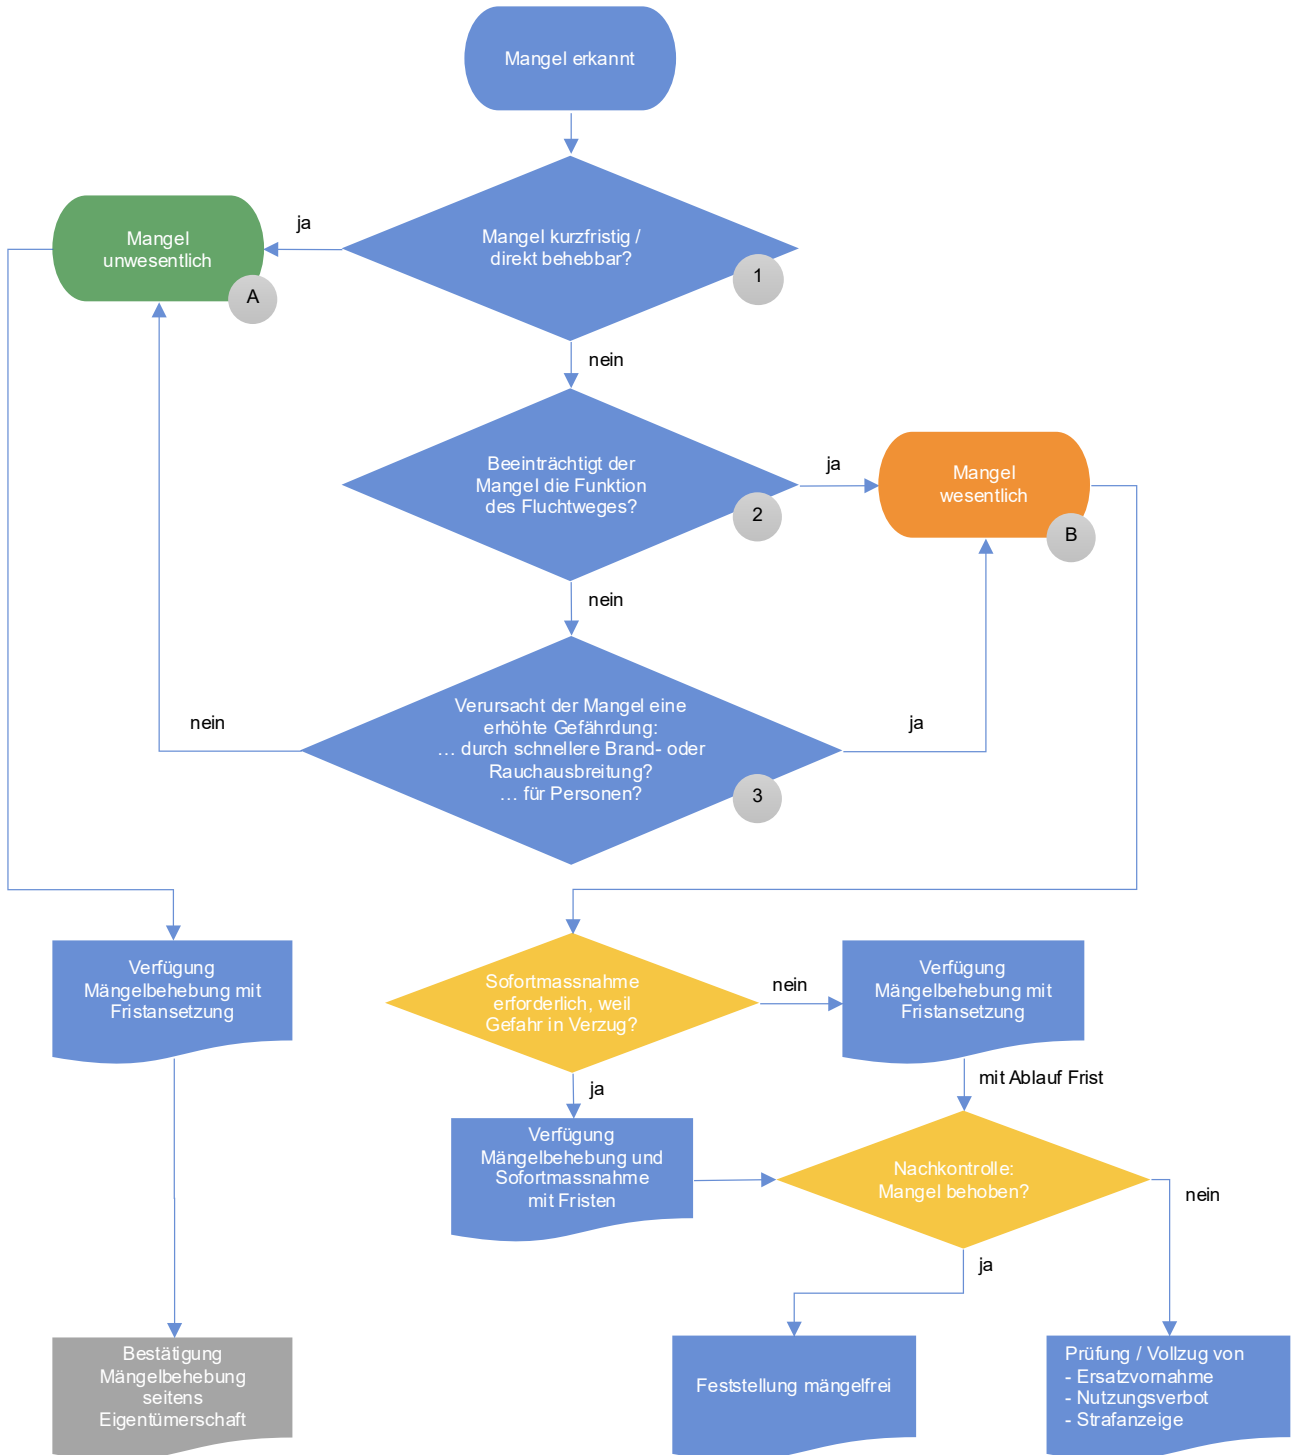 Mangel erkannt
Mangel kurzfristig /
direkt behebbar?
1
ja
Mangel
unwesentlich
A
nein
Beeinträchtigt der
Mangel die Funktion
des Fluchtweges?
2
ja
Mangel
wesentlich
B
nein
Verursacht der Mangel eine
erhöhte Gefährdung:
… durch schnellere Brand- oder
Rauchausbreitung?
… für Personen?
3
nein
ja
Verfügung
Mängelbehebung mit
Fristansetzung
Sofortmassnahme
erforderlich, weil
Gefahr in Verzug?
nein
Verfügung
Mängelbehebung mit
Fristansetzung
ja
mit Ablauf Frist
Verfügung
Mängelbehebung und
Sofortmassnahme
mit Fristen
Nachkontrolle:
Mangel behoben?
nein
ja
Bestätigung
Mängelbehebung
seitens
Eigentümerschaft
Feststellung mängelfrei
Prüfung / Vollzug von
- Ersatzvornahme
- Nutzungsverbot
- Strafanzeige